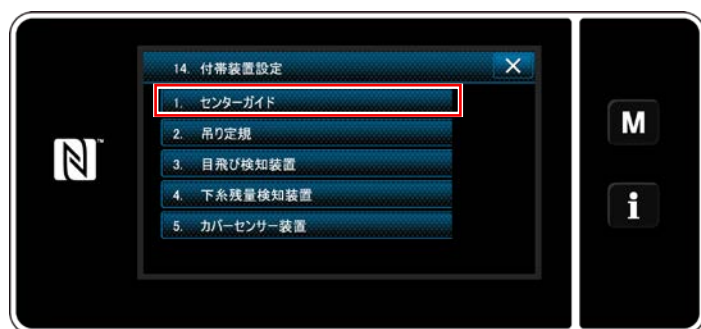 14. 付帯装置設定
1. センターガイド
2. 吊り定規
3. 目飛び検知装置
4. 下糸残量検知装置
5. カバーセンサー装置
M
i